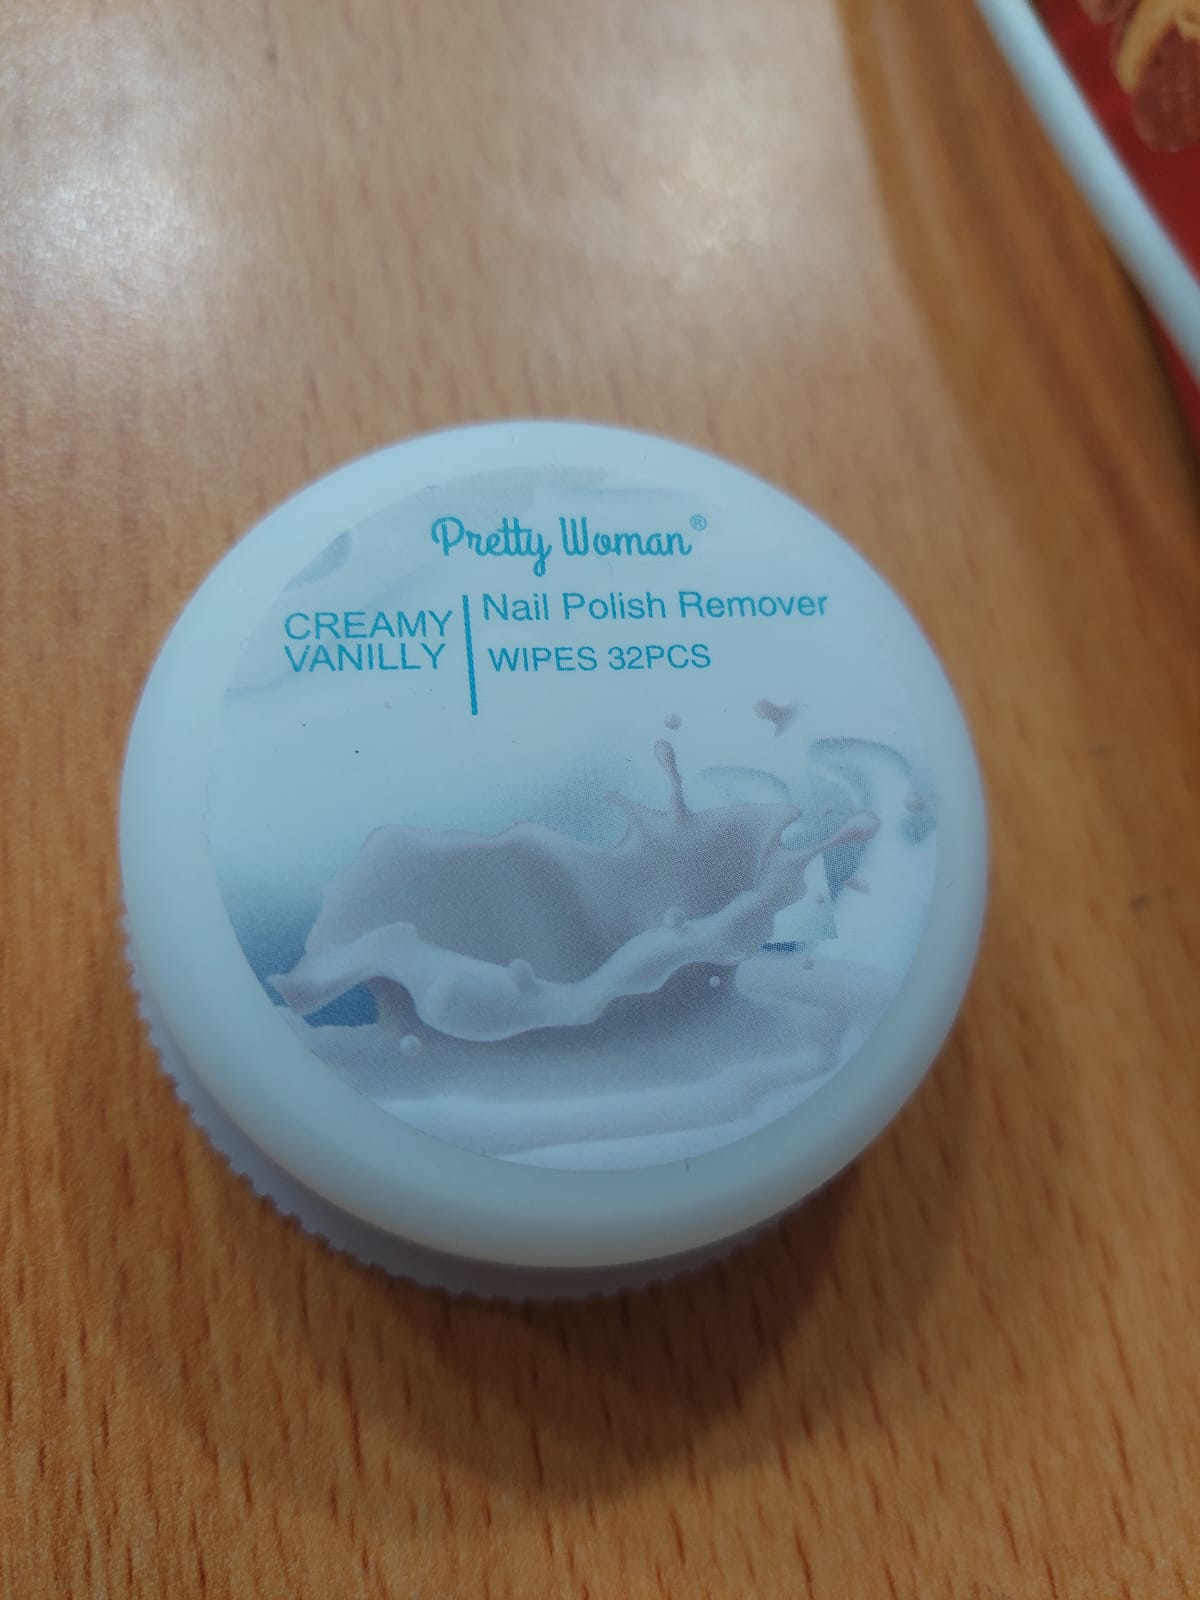 Pretty Woman®
CREAMY
VANILLY
Nail Polish Remover
WIPES 32PCS